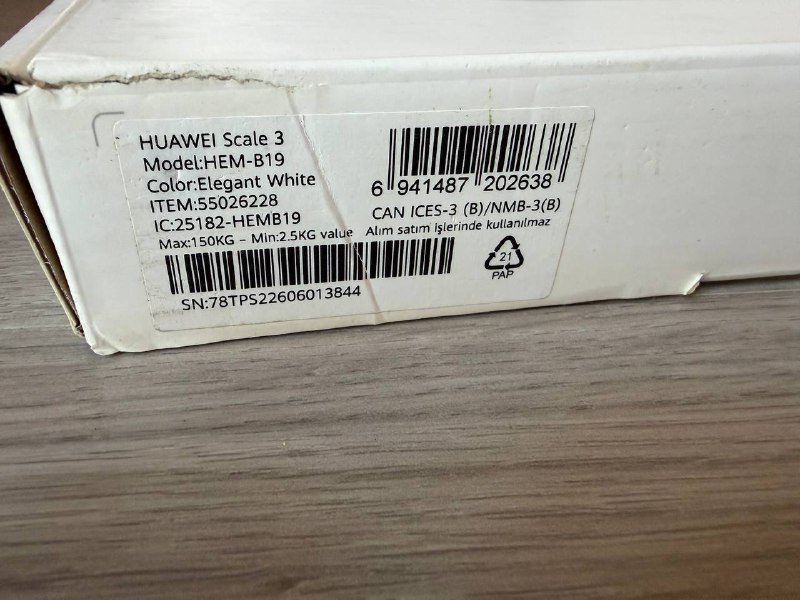 HUAWEI Scale 3
Model:HEM-B19
Color:Elegant White
ITEM:55026228
IC:25182-HEMB19
Max:150KG – Min:2.5KG value
SN:78TPS22606013844
6 941487 202638
CAN ICES-3 (B)/NMB-3(B)
Alım satım işlerinde kullanılmaz
21
PAP